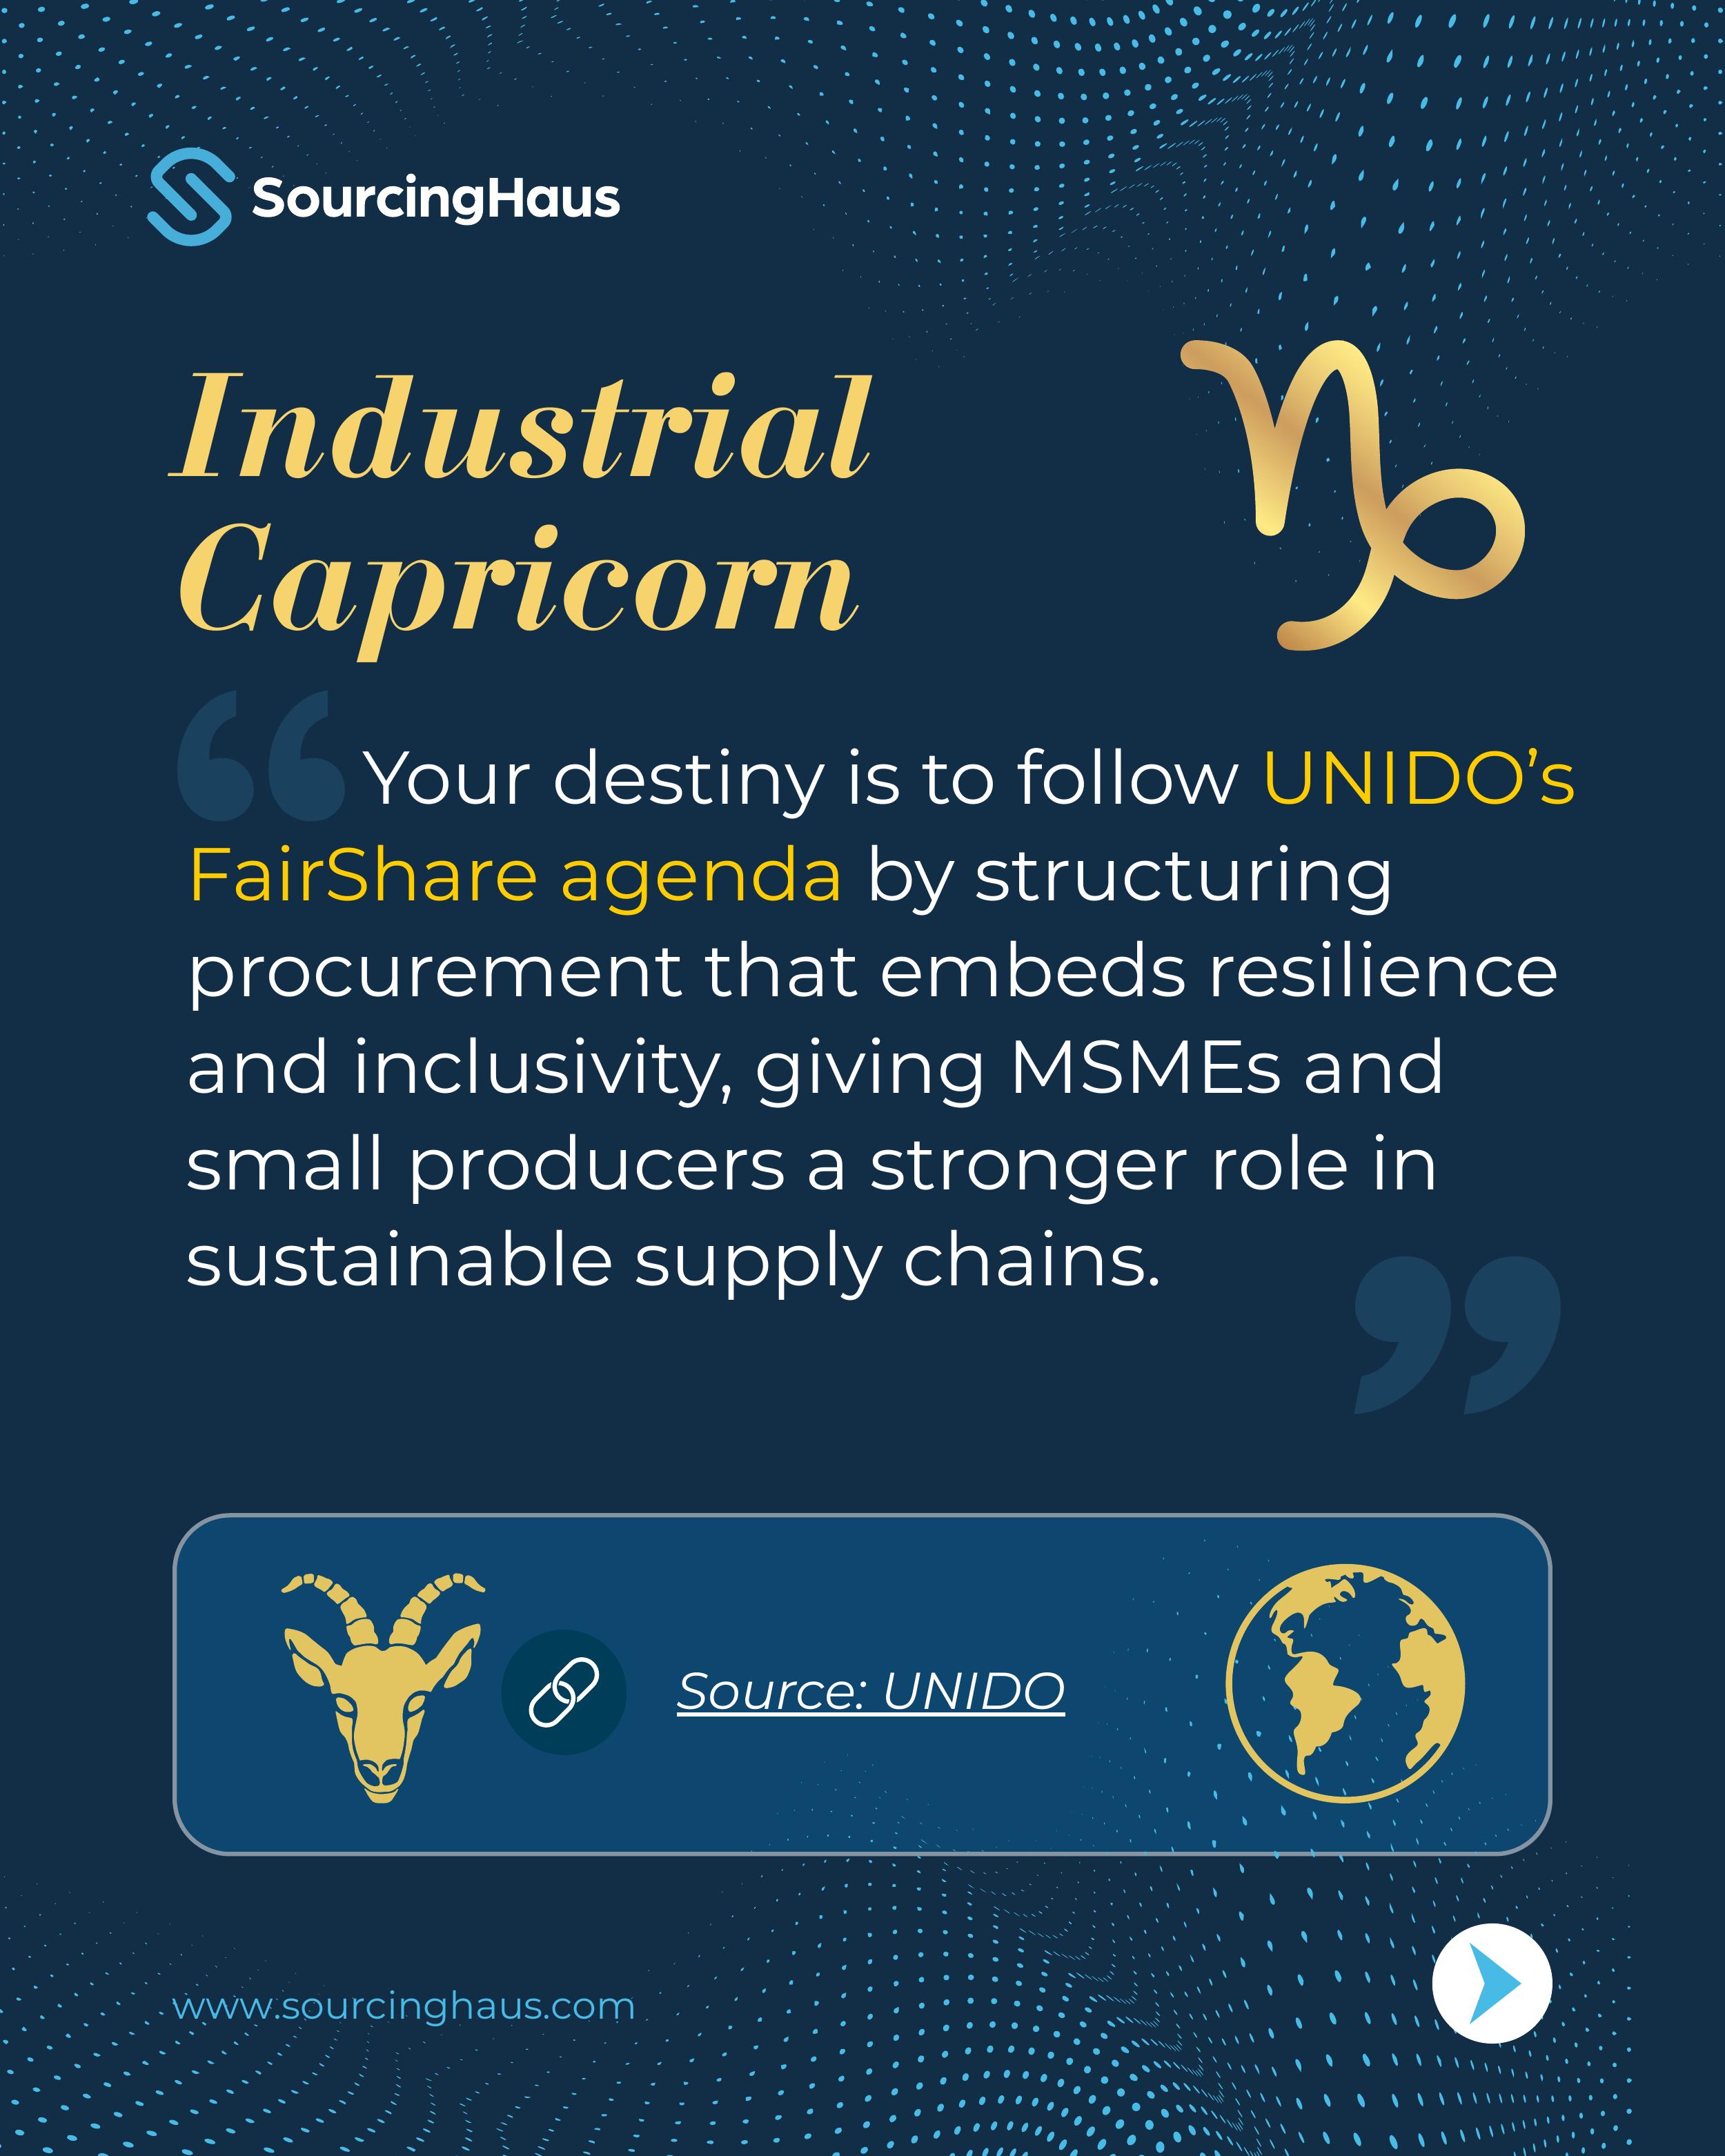 SourcingHaus
Industrial
Capricorn
“ Your destiny is to follow UNIDO’s
FairShare agenda by structuring
procurement that embeds resilience
and inclusivity, giving MSMEs and
small producers a stronger role in
sustainable supply chains.
”
Source: UNIDO
www.sourcinghaus.com